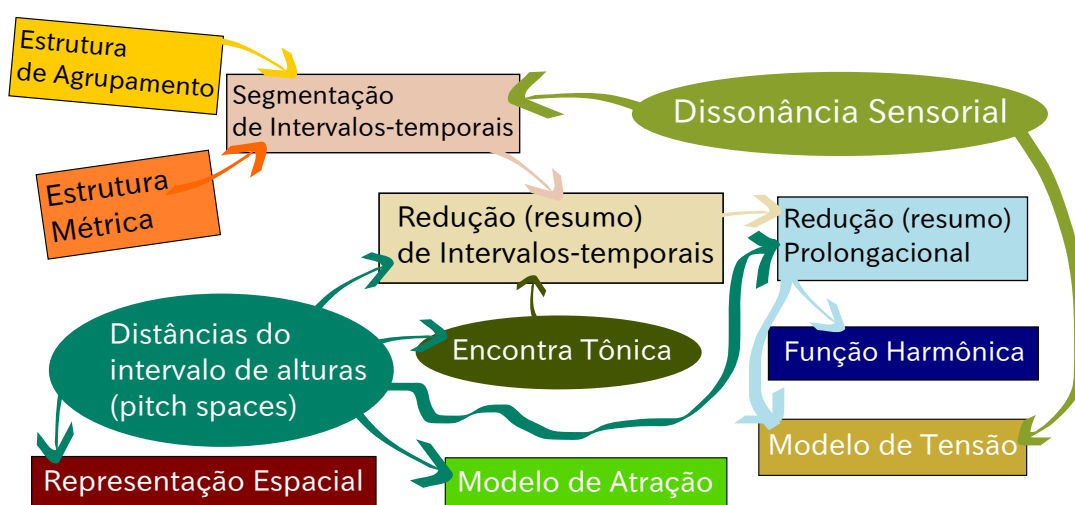 Estrutura
de Agrupamento
Segmentação
de Intervalos-temporais
Dissonância Sensorial
Estrutura
Métrica
Redução (resumo)
de Intervalos-temporais
Redução (resumo)
Prolongacional
Distâncias do
intervalo de alturas
(pitch spaces)
Encontra Tônica
Função Harmônica
Modelo de Tensão
Representação Espacial
Modelo de Atração